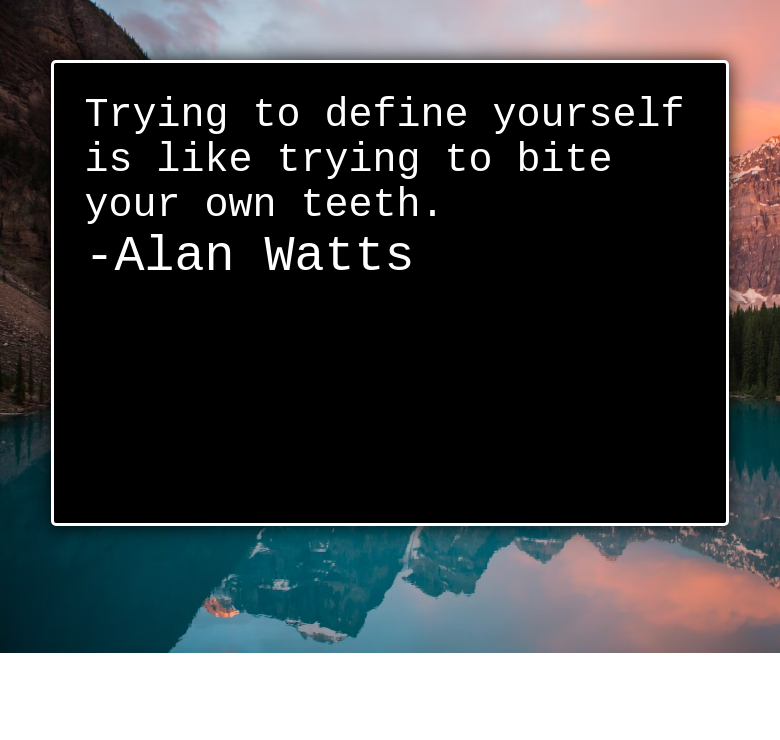 Trying to define yourself
is like trying to bite
your own teeth.
-Alan Watts